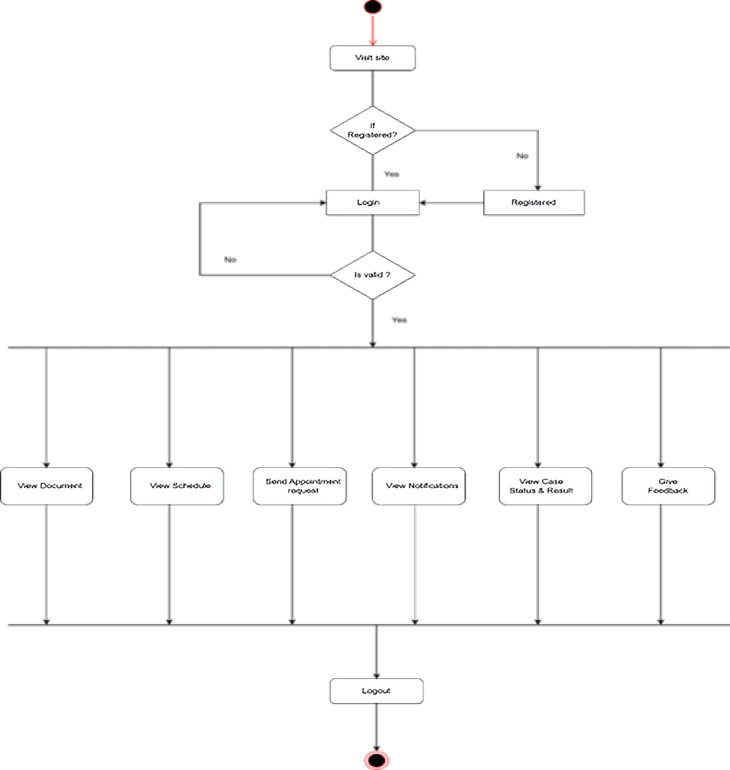 Visit site
If
Registered?
No
Yes
Login
Registered
No
Is valid ?
Yes
View Document
View Schedule
Send Appointment
request
View Notifications
View Case
Status & Result
Give
Feedback
Logout